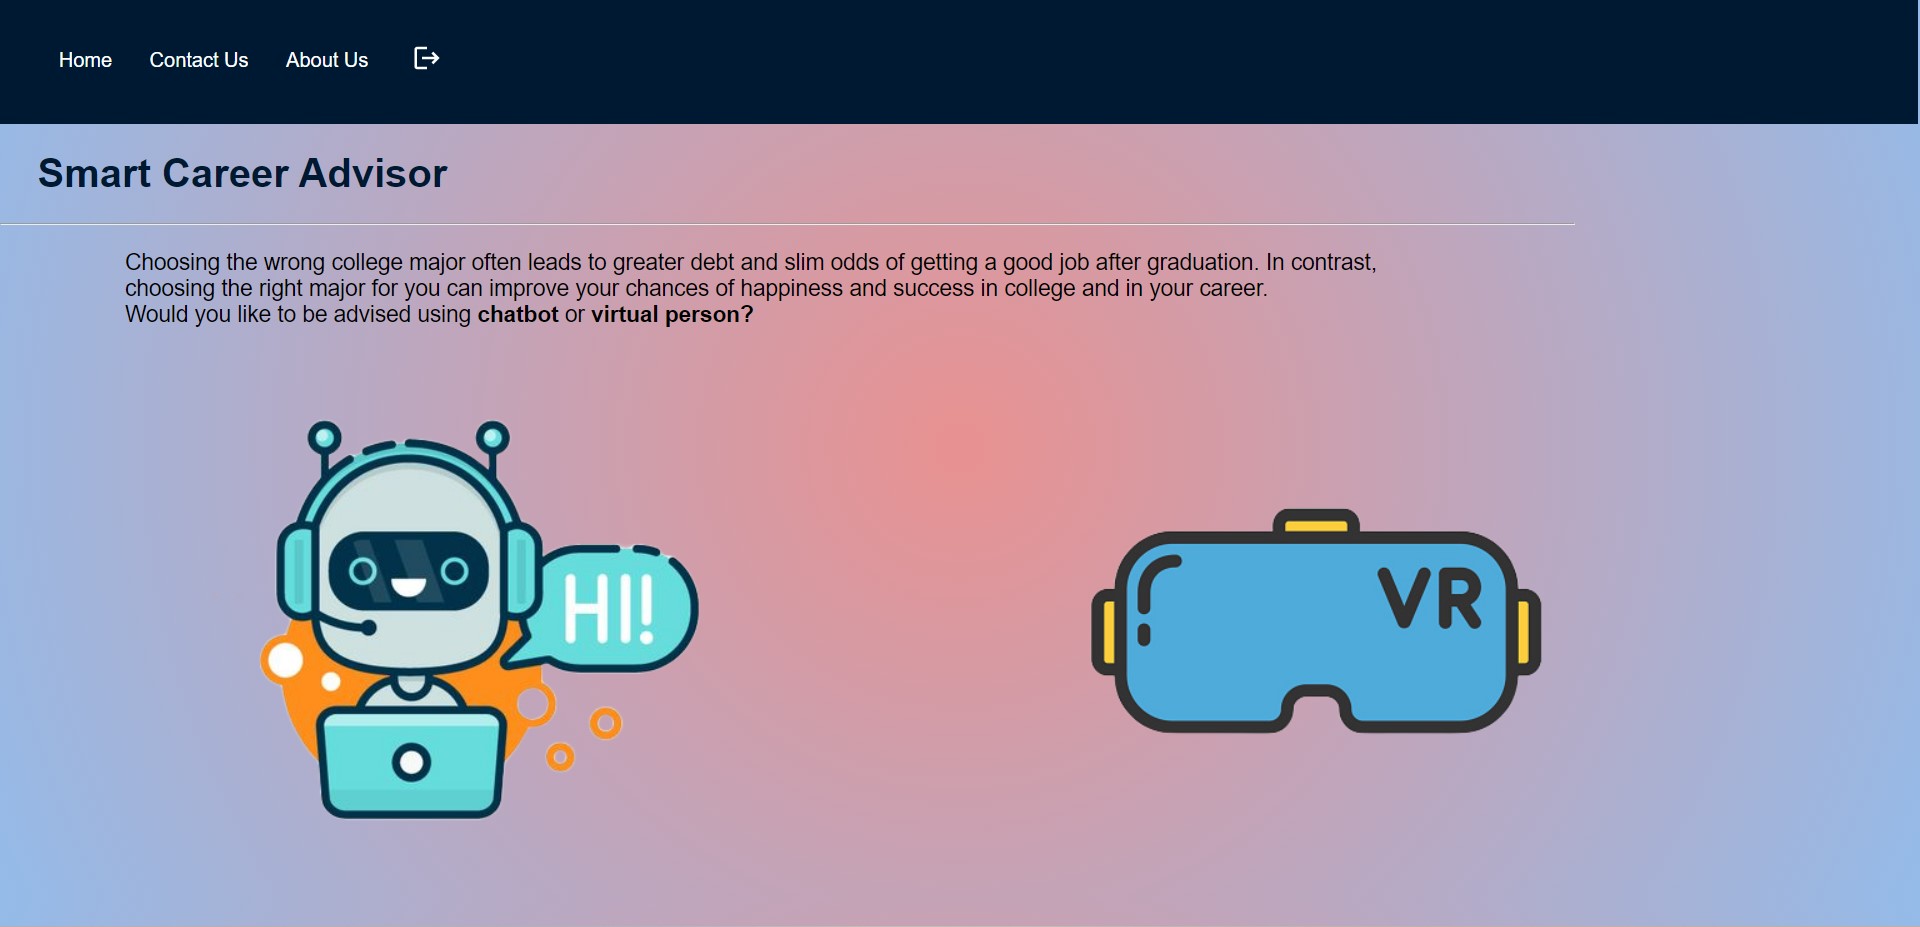 Home Contact Us About Us
Smart Career Advisor
Choosing the wrong college major often leads to greater debt and slim odds of getting a good job after graduation. In contrast,
choosing the right major for you can improve your chances of happiness and success in college and in your career.
Would you like to be advised using chatbot or virtual person?
HI!
VR